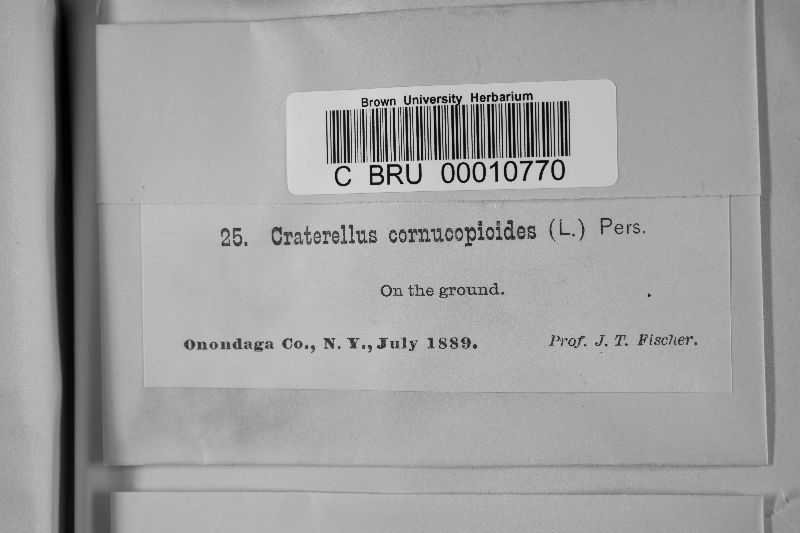 Brown University Herbarium
C BRU 00010770
25. Craterellus cornucopioides (L.) Pers.
On the ground.
Onondaga Co., N. Y., July 1889. Prof. J. T. Fischer.